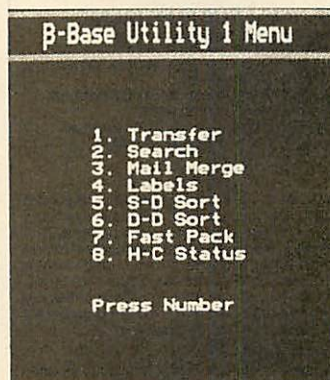 β-Base Utility 1 Menu
1. Transfer
2. Search
3. Mail Merge
4. Labels
5. S-D Sort
6. D-D Sort
7. Fast Pack
8. H-C Status
Press Number